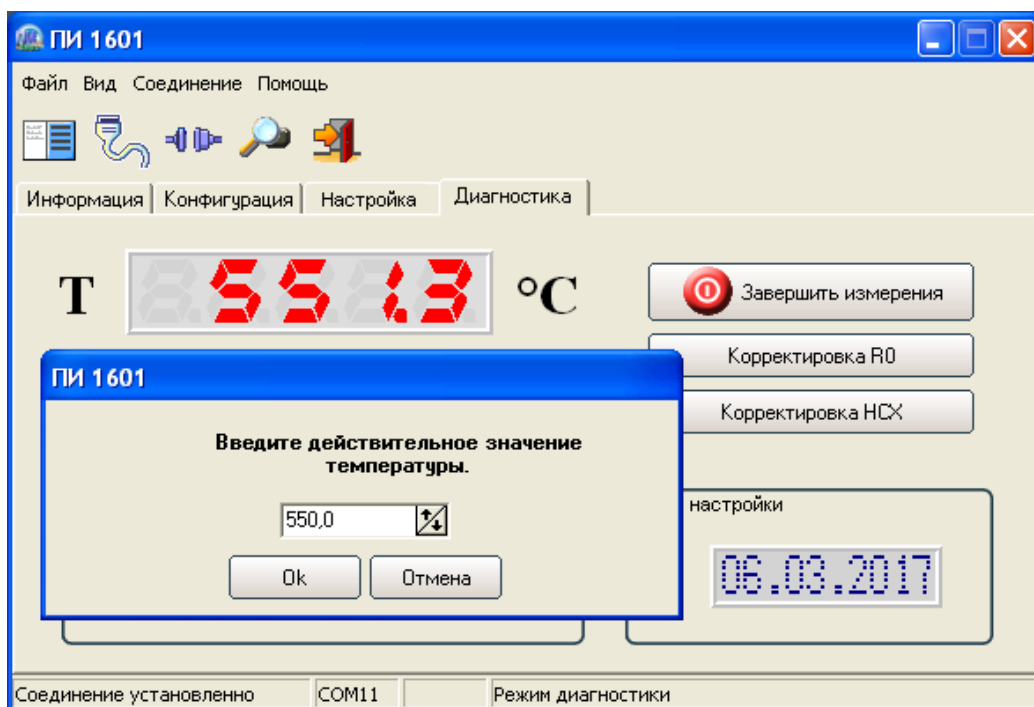 ПИ 1601
Файл Вид Соединение Помощь
Информация Конфигурация Настройка Диагностика
T 551.3 °C
Завершить измерения
Корректировка R0
Корректировка НСХ
ПИ 1601
Введите действительное значение
температуры.
550,0
Ok Отмена
настройки
06.03.2017
Соединение установленно COM11 Режим диагностики